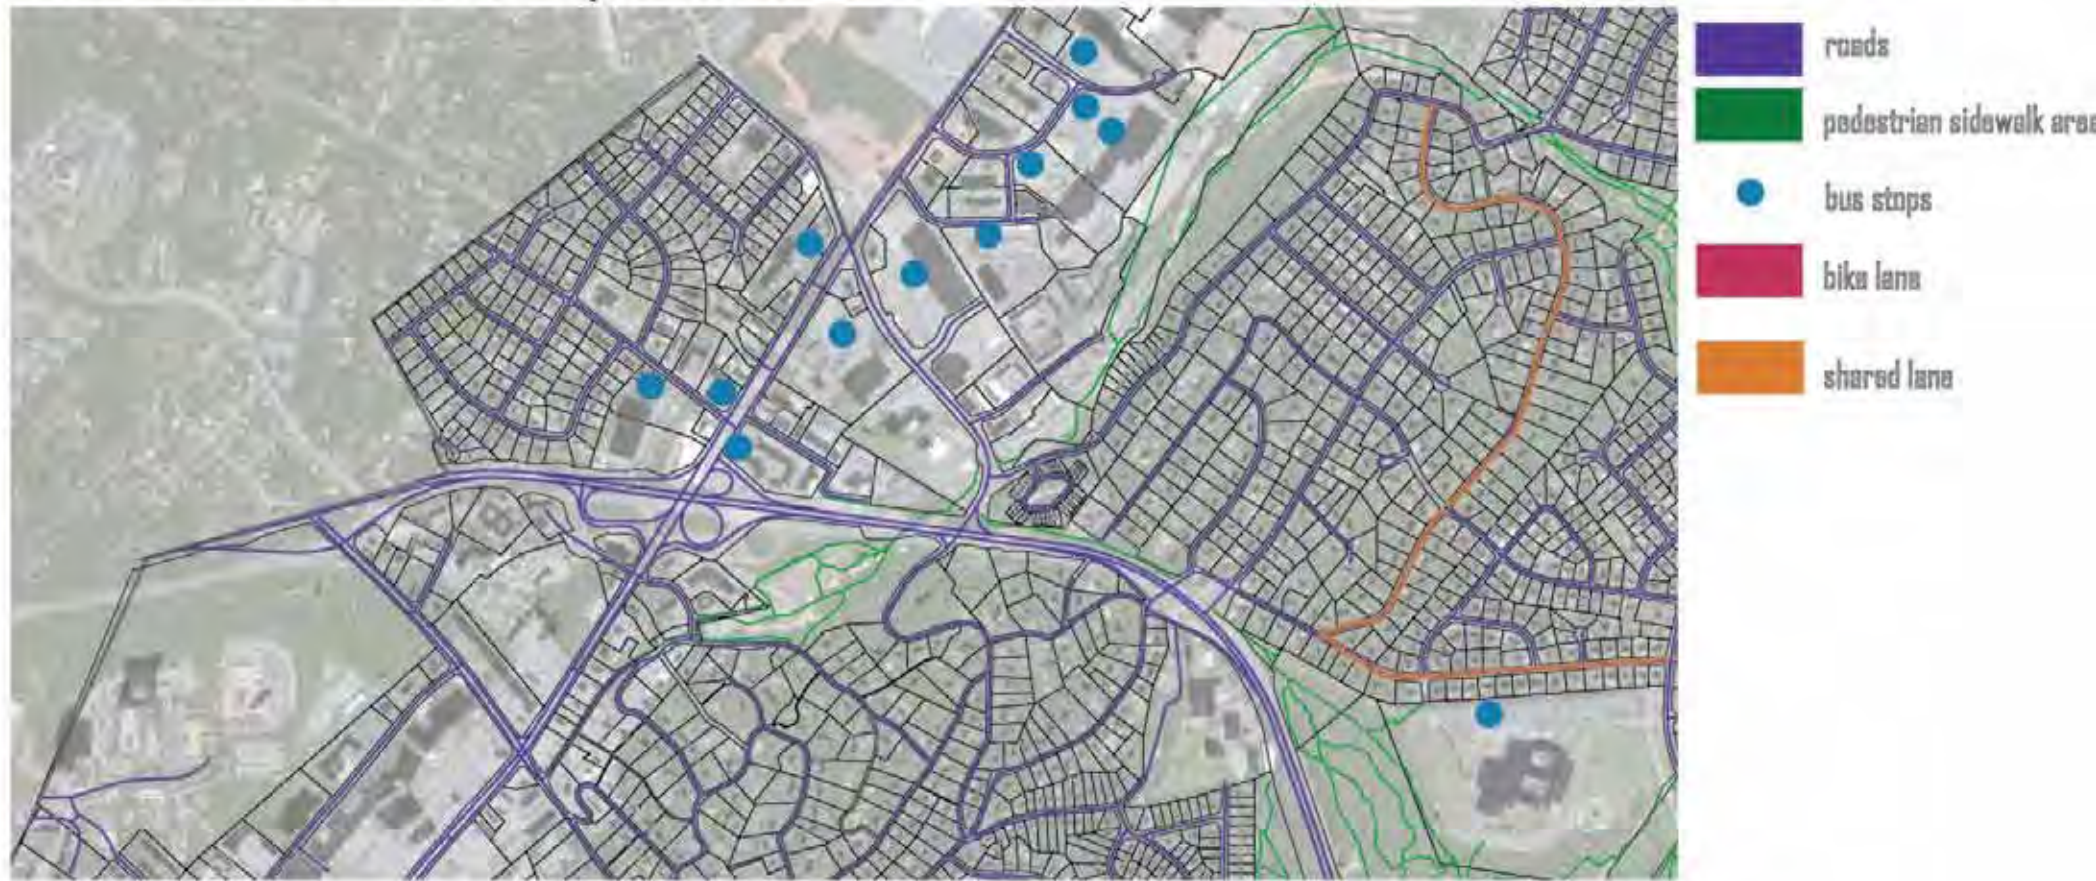 roads
pedestrian sidewalk area
bus stops
bike lane
shared lane